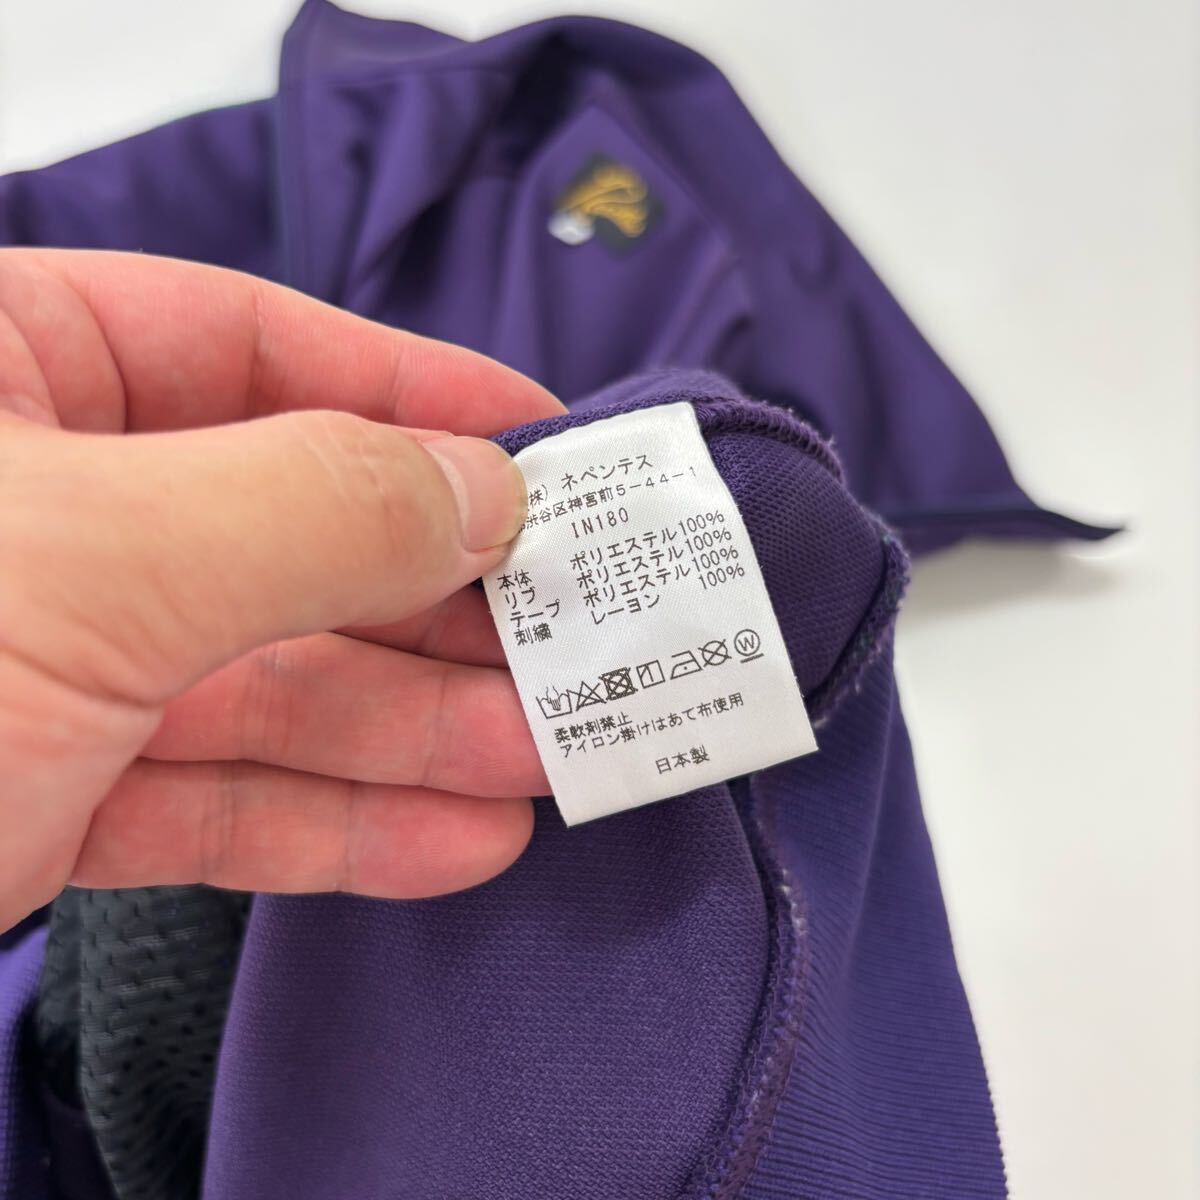 株) ネペンテス
渋谷区神宮前5-44-1
IN180
本体 ポリエステル100%
リブ ポリエステル100%
テープ ポリエステル100%
刺繍 レーヨン 100%
W
柔軟剤禁止
アイロン掛けはあて布使用
日本製